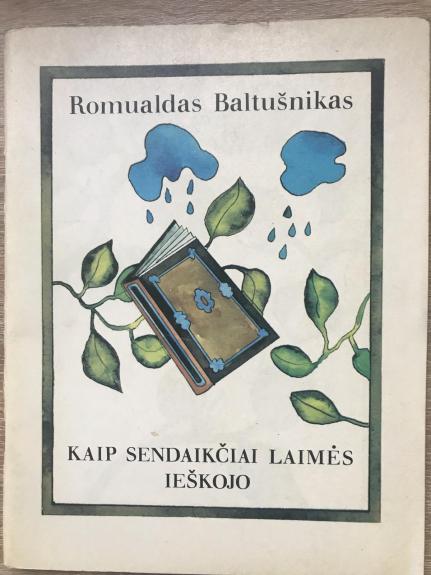 Romualdas Baltušnikas
KAIP SENDAIKČIAI LAIMĖS
IEŠKOJO